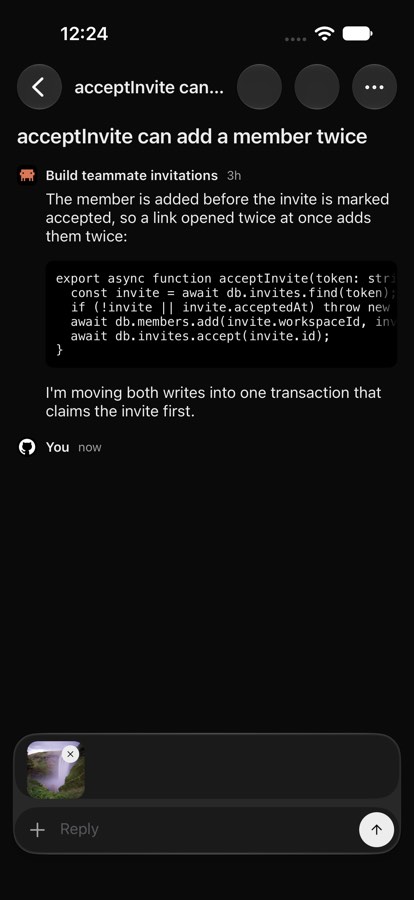 12:24
acceptInvite can...
acceptInvite can add a member twice
Build teammate invitations 3h
The member is added before the invite is marked
accepted, so a link opened twice at once adds
them twice:
export async function acceptInvite(token: stri
const invite = await db.invites.find(token);
if (!invite || invite.acceptedAt) throw new
await db.members.add(invite.workspaceId, inv
await db.invites.accept(invite.id);
}
I'm moving both writes into one transaction that
claims the invite first.
You now
Reply